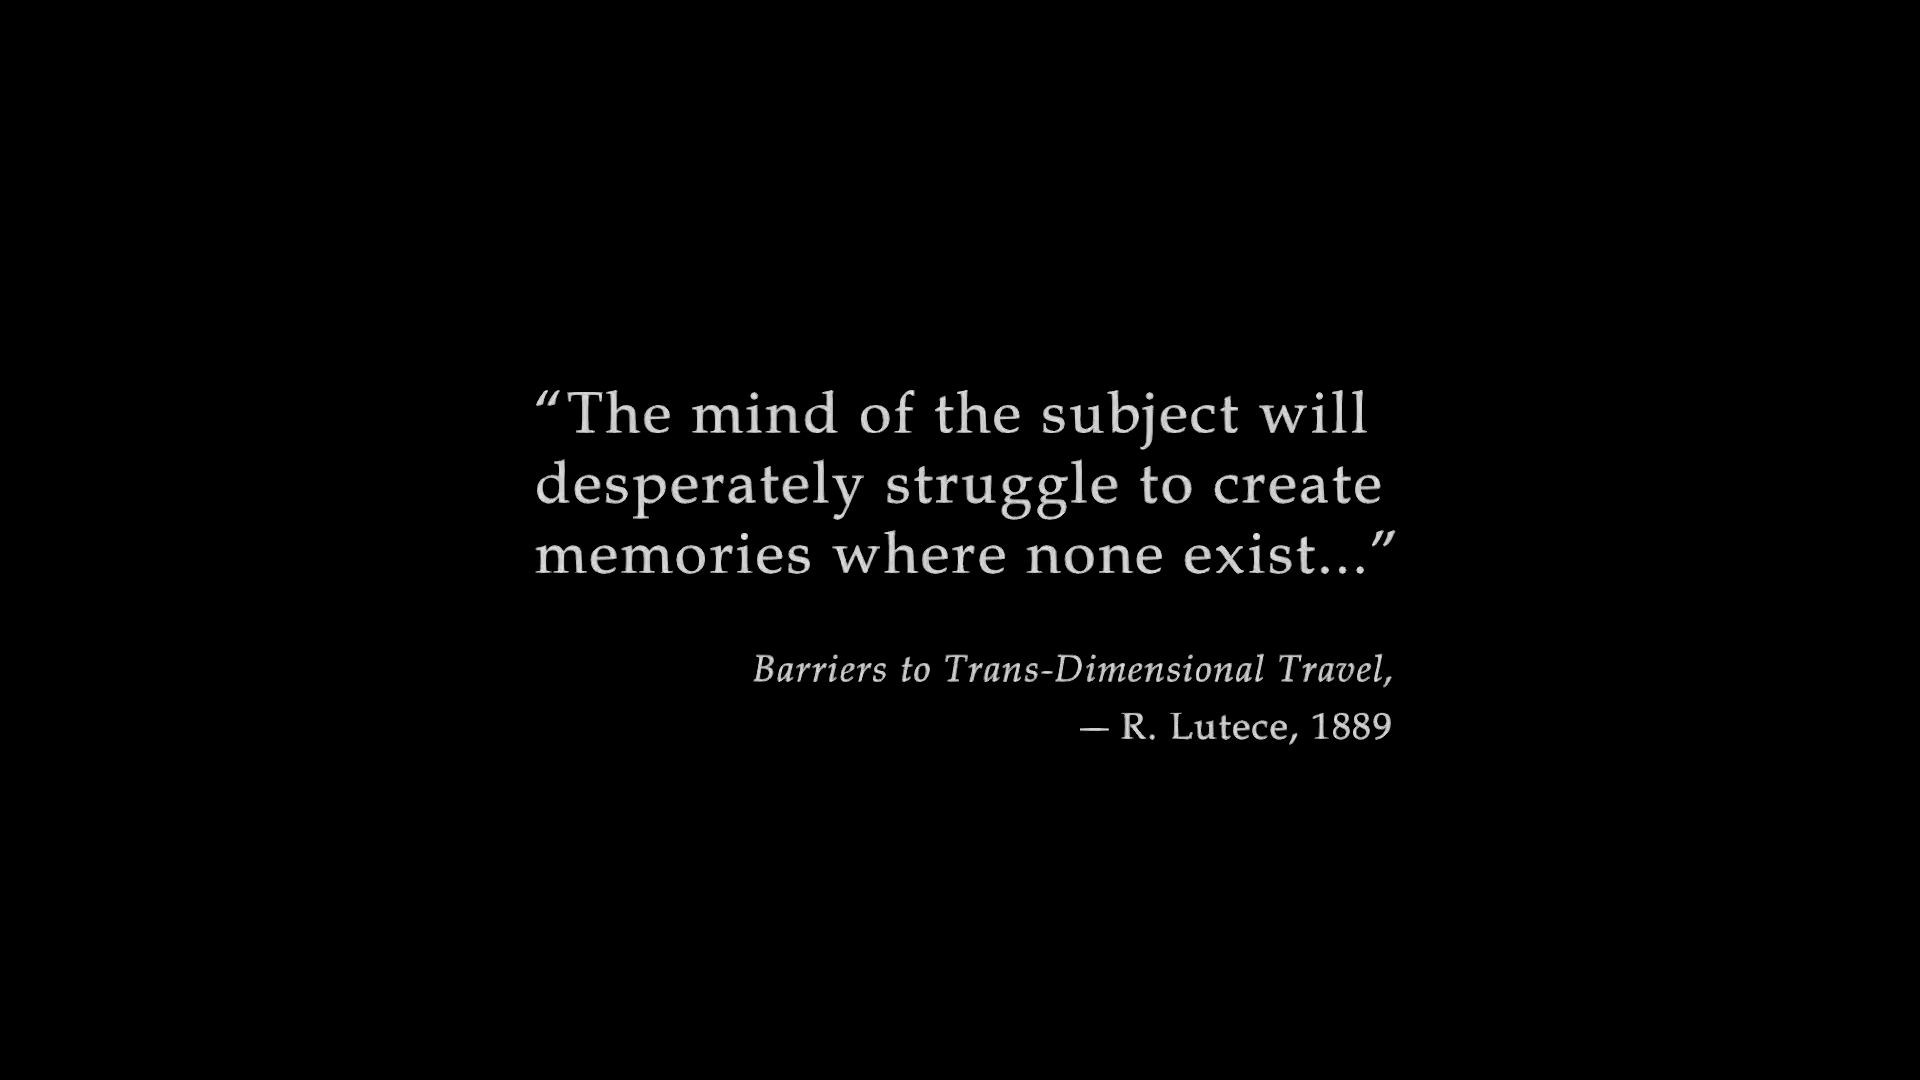 “The mind of the subject will
desperately struggle to create
memories where none exist...”
Barriers to Trans-Dimensional Travel,
— R. Lutece, 1889